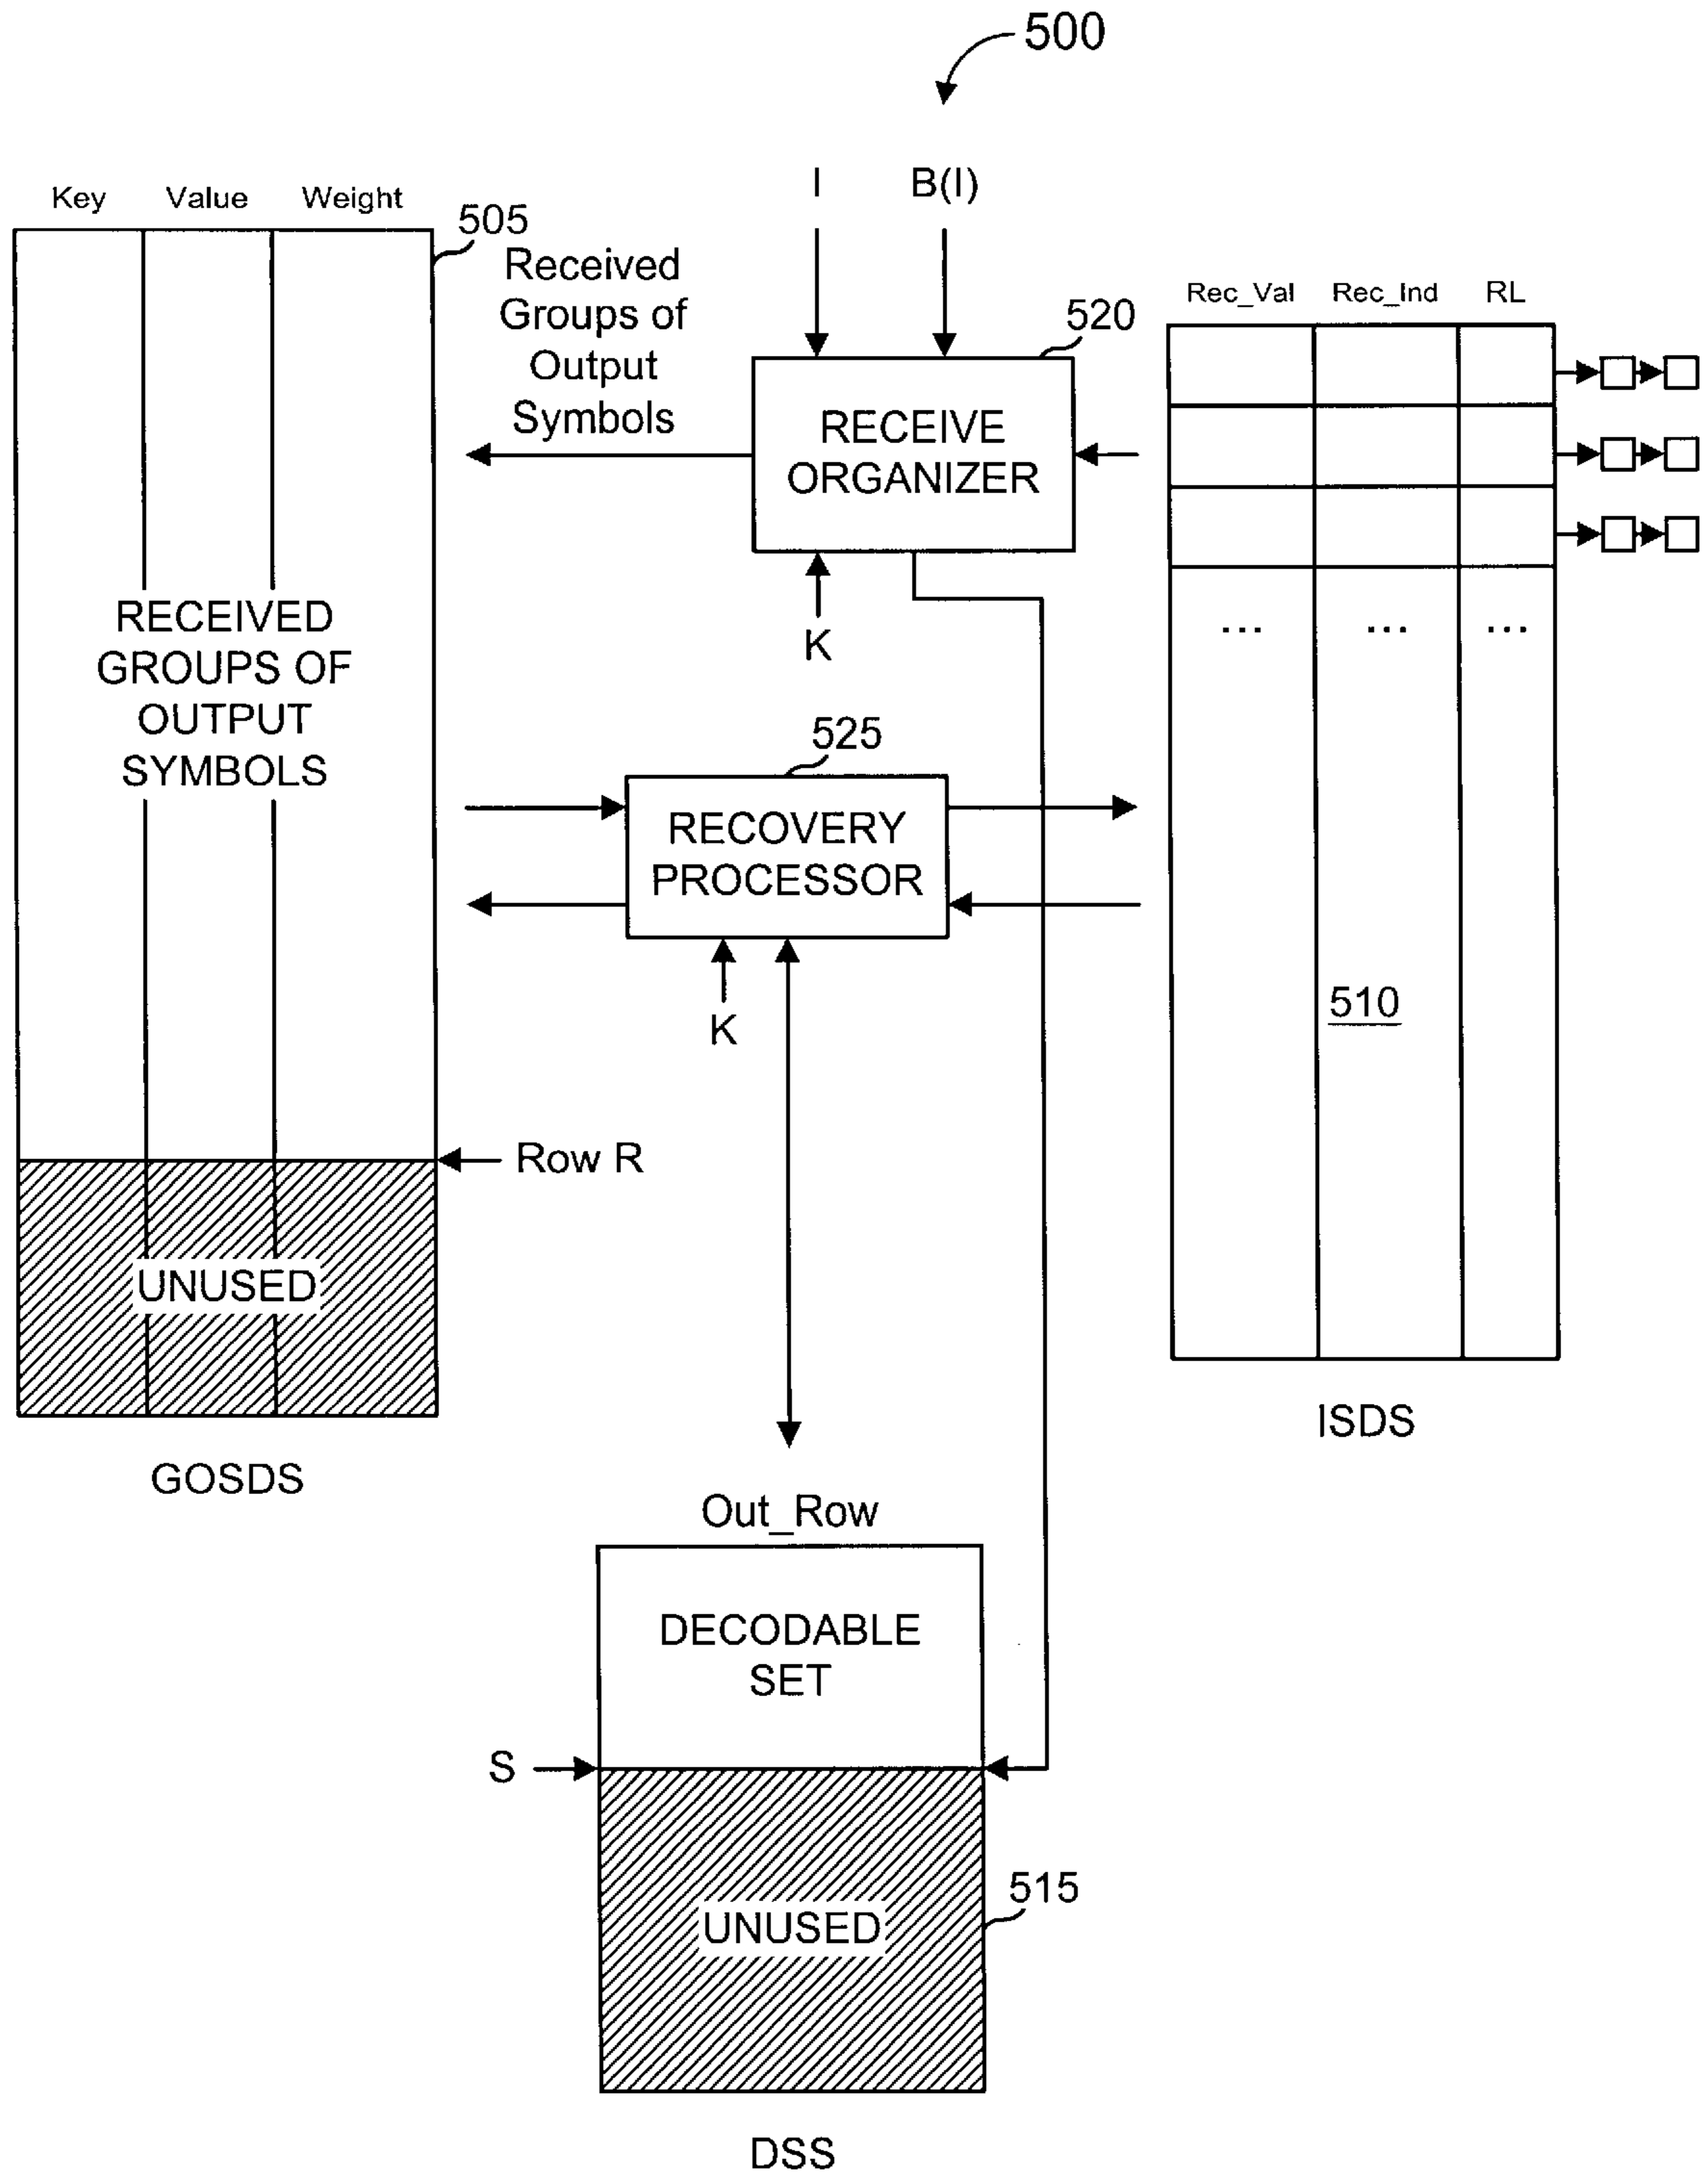 500
I
B(I)
Key Value Weight
505
Received
Groups of
Output
Symbols
520
RECEIVE
ORGANIZER
K
Rec_Val Rec_Ind RL
... ... ...
510
ISDS
RECEIVED
GROUPS OF
OUTPUT
SYMBOLS
525
RECOVERY
PROCESSOR
K
Row R
UNUSED
GOSDS
Out_Row
DECODABLE
SET
S
UNUSED
515
DSS